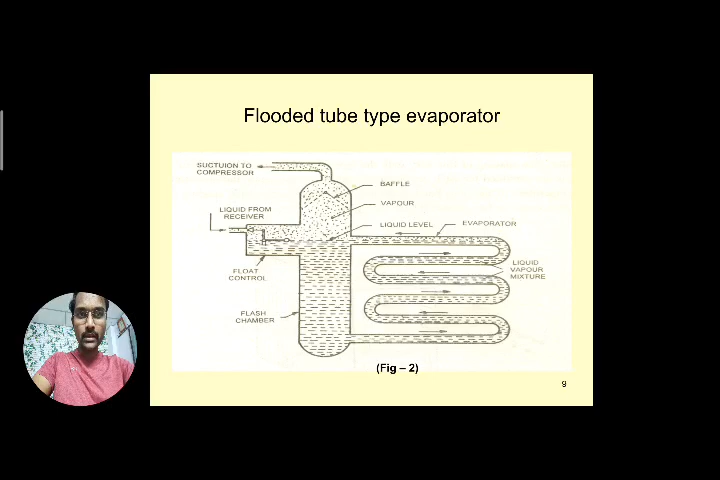 Flooded tube type evaporator
SUCTUION TO
COMPRESSOR
BAFFLE
VAPOUR
LIQUID FROM
RECEIVER
LIQUID LEVEL
EVAPORATOR
FLOAT
CONTROL
LIQUID
VAPOUR
MIXTURE
FLASH
CHAMBER
(Fig – 2)
9